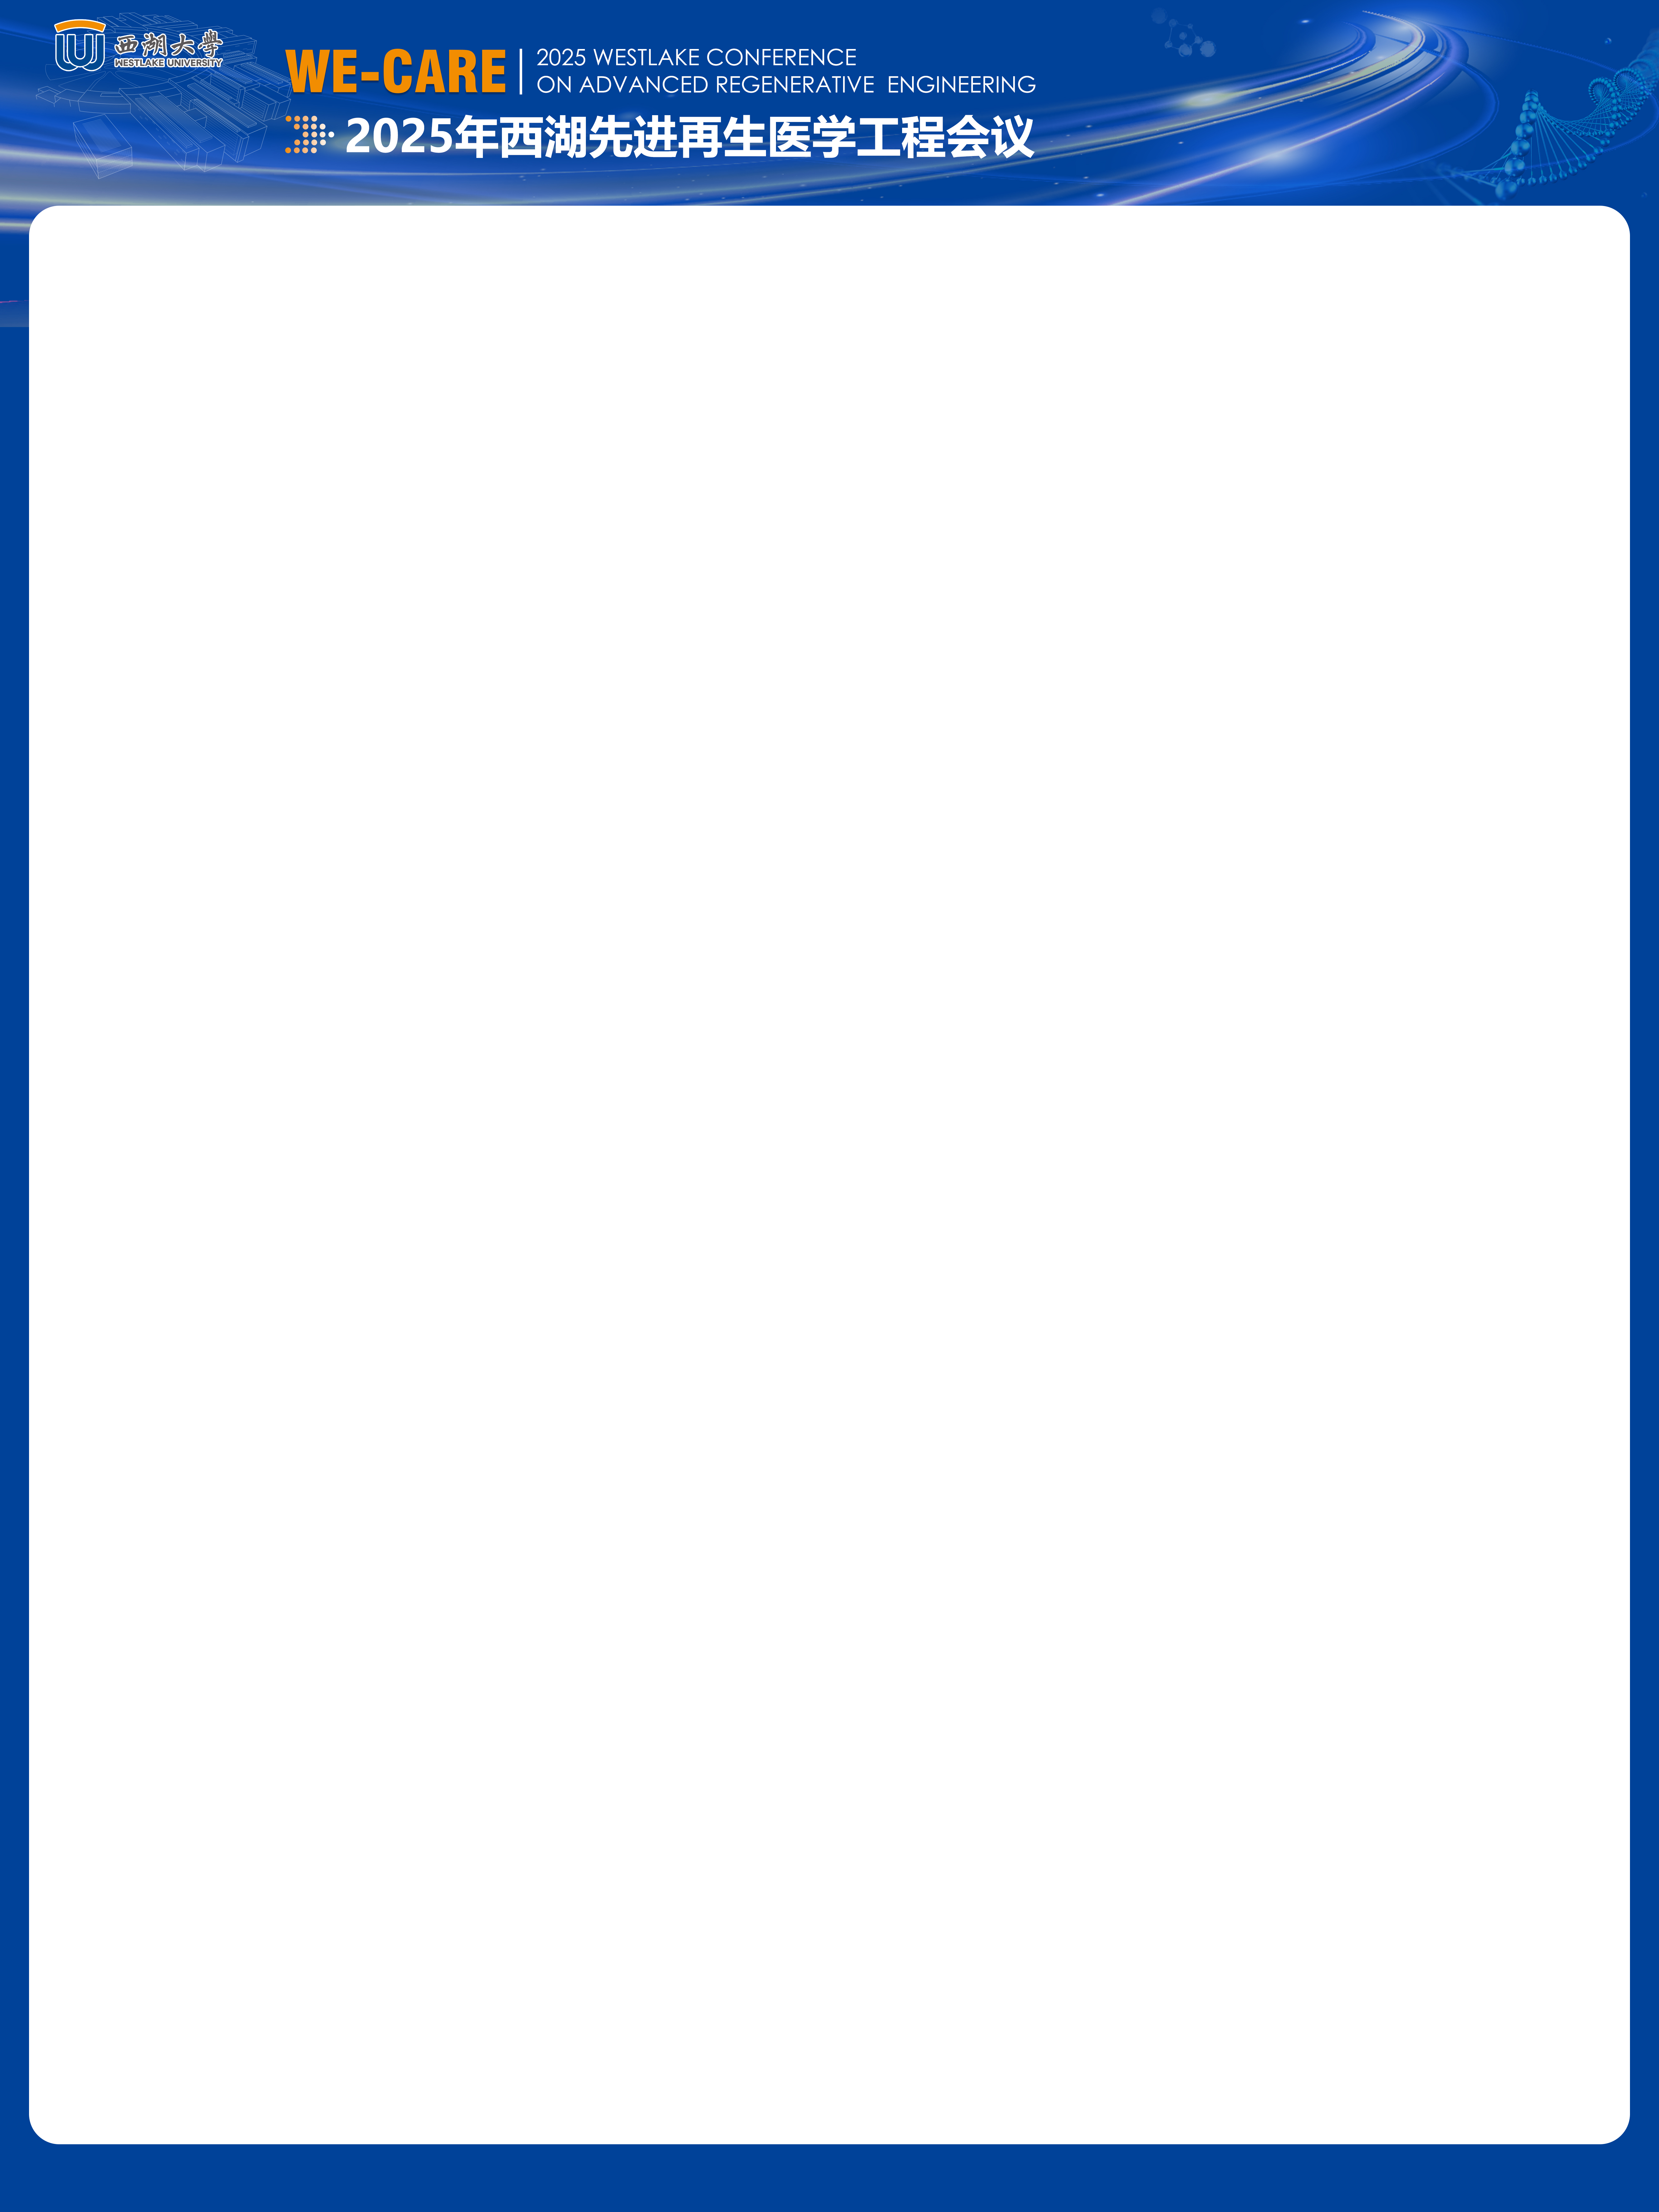 西湖大學
WESTLAKE UNIVERSITY
WE-CARE
2025 WESTLAKE CONFERENCE
ON ADVANCED REGENERATIVE ENGINEERING
2025年西湖先进再生医学工程会议